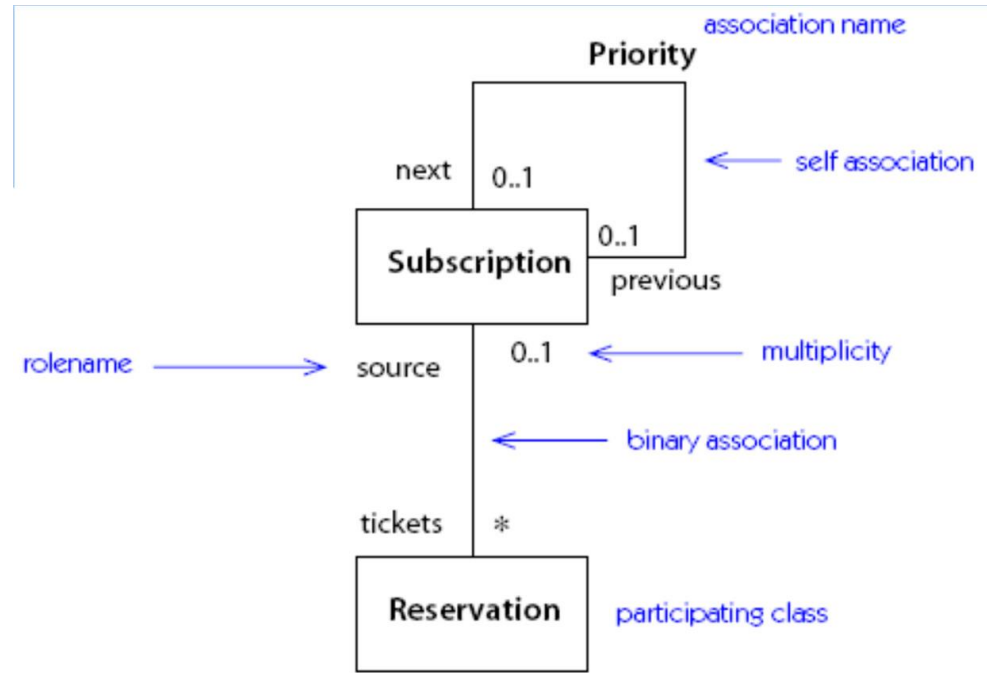 association name
Priority
self association
next
0..1
0..1
Subscription
previous
0..1
multiplicity
rolename
source
binary association
tickets
*
Reservation
participating class